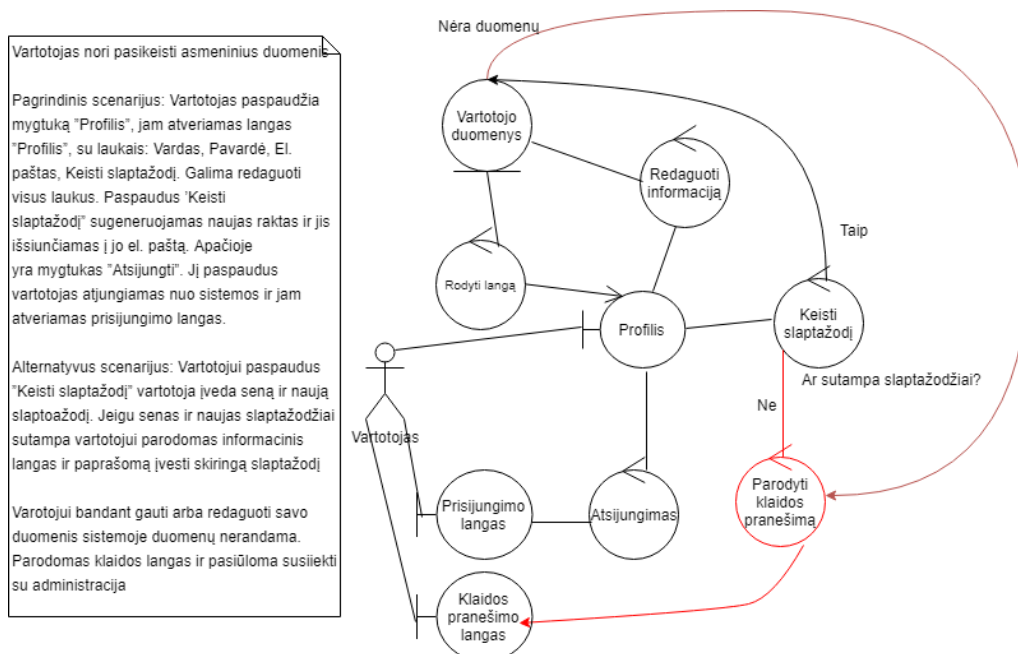 Vartotojas nori pasikeisti asmeninius duomenis
Pagrindinis scenarijus: Vartotojas paspaudžia
mygtuką "Profilis", jam atveriamas langas
"Profilis", su laukais: Vardas, Pavardė, El.
paštas, Keisti slaptažodį. Galima redaguoti
visus laukus. Paspaudus 'Keisti
slaptažodį" sugeneruojamas naujas raktas ir jis
išsiunčiamas į jo el. paštą. Apačioje
yra mygtukas "Atsijungti". Jį paspaudus
vartotojas atjungiamas nuo sistemos ir jam
atveriamas prisijungimo langas.
Alternatyvus scenarijus: Vartotojui paspaudus
"Keisti slaptažodį" vartotoja įveda seną ir naują
slaptoažodį. Jeigu senas ir naujas slaptažodžiai
sutampa vartotojui parodomas informacinis
langas ir paprašomą įvesti skiringą slaptažodį
Varotojui bandant gauti arba redaguoti savo
duomenis sistemoje duomenų nerandama.
Parodomas klaidos langas ir pasiūloma susiiekti
su administracija
Nėra duomenų
Vartotojo
duomenys
Redaguoti
informaciją
Taip
Rodyti langą
Profilis
Keisti
slaptažodį
Ar sutampa slaptažodžiai?
Ne
Vartotojas
Prisijungimo
langas
Atsijungimas
Parodyti
klaidos
pranešimą
Klaidos
pranešimo
langas